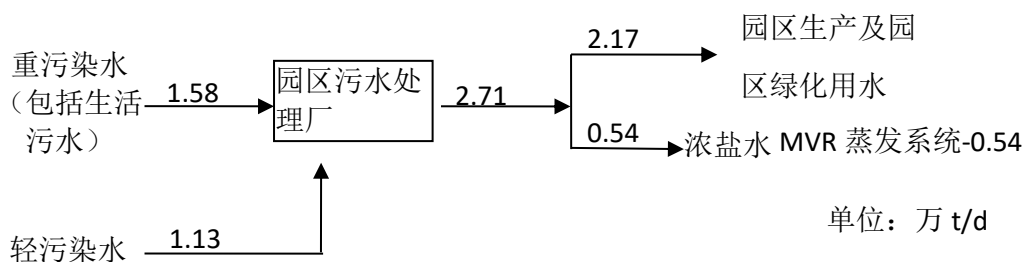 重污染水
（包括生活
污水）
1.58
园区污水处
理厂
2.71
2.17
园区生产及园
区绿化用水
0.54
浓盐水 MVR 蒸发系统-0.54
轻污染水
1.13
单位：万 t/d